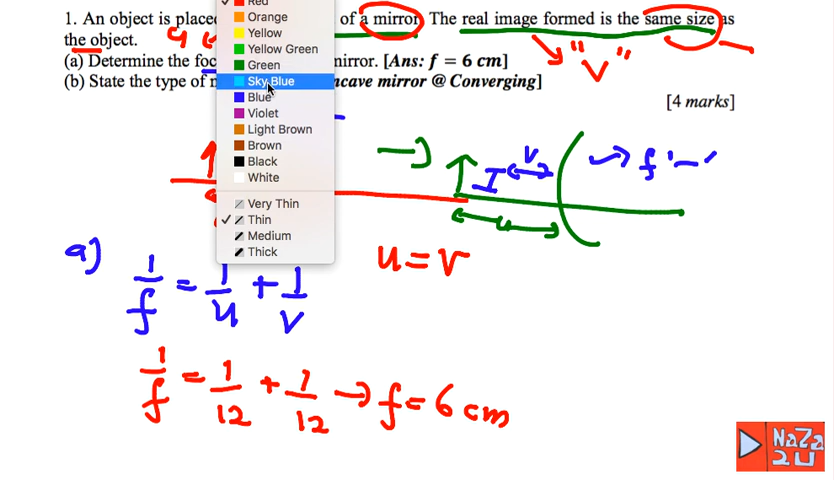 1. An object is place of a mirror. The real image formed is the same size as
the object.
"V"
(a) Determine the foc mirror. [Ans: f = 6 cm]
(b) State the type of ncave mirror @ Converging]
[4 marks]
Red
Orange
Yellow
Yellow Green
Green
Sky Blue
Blue
Violet
Light Brown
Brown
Black
White
Very Thin
✓ Thin
Medium
Thick
I v u
a)
u = v
1/f = 1/u + 1/v
1/f = 1/12 + 1/12 → f = 6 cm
NaZa
2U